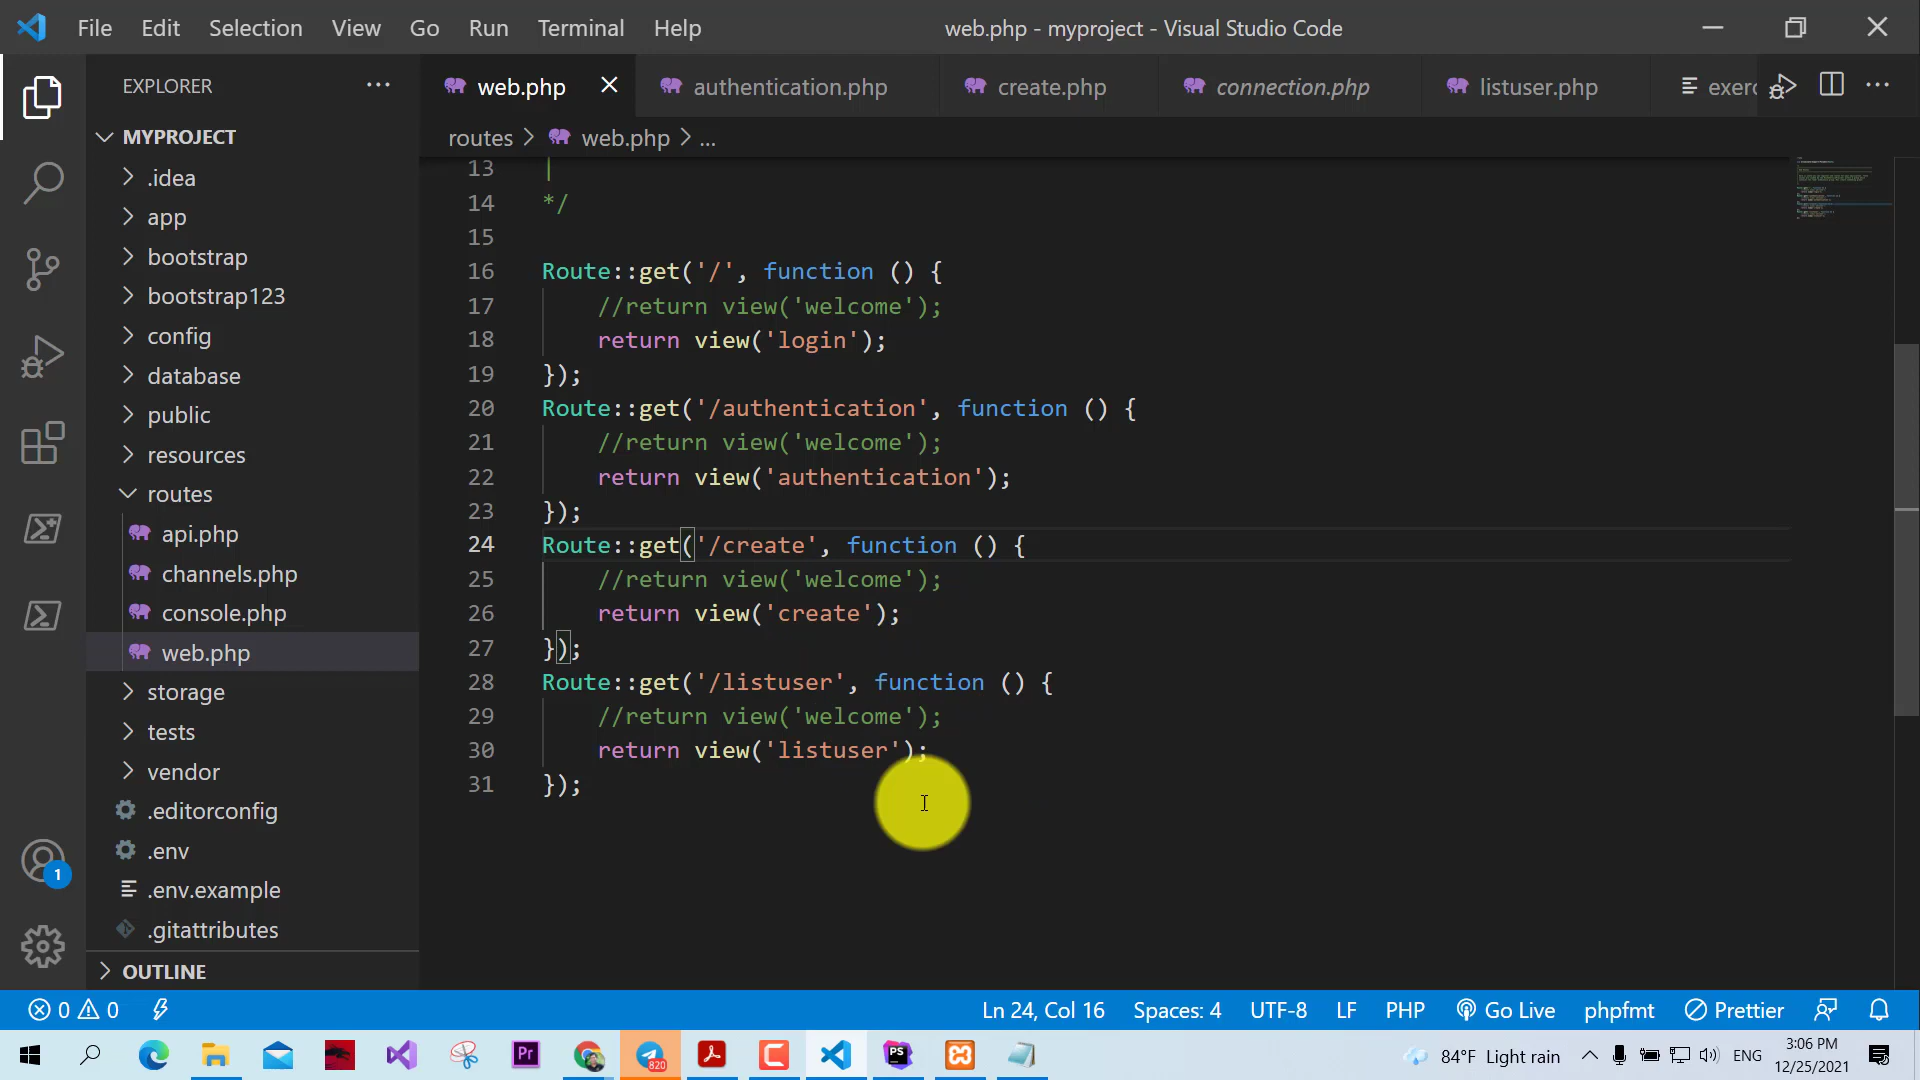 File Edit Selection View Go Run Terminal Help
web.php - myproject - Visual Studio Code
EXPLORER
web.php authentication.php create.php connection.php listuser.php exerc
MYPROJECT
routes > web.php > ...
.idea
app
bootstrap
bootstrap123
config
database
public
resources
routes
api.php
channels.php
console.php
web.php
storage
tests
vendor
.editorconfig
.env
.env.example
.gitattributes
OUTLINE
13 |
14 */
15
16 Route::get('/', function () {
17 //return view('welcome');
18 return view('login');
19 });
20 Route::get('/authentication', function () {
21 //return view('welcome');
22 return view('authentication');
23 });
24 Route::get('/create', function () {
25 //return view('welcome');
26 return view('create');
27 });
28 Route::get('/listuser', function () {
29 //return view('welcome');
30 return view('listuser');
31 });
1
0 0 Ln 24, Col 16 Spaces: 4 UTF-8 LF PHP Go Live phpfmt Prettier
Pr 820 PS 84°F Light rain ENG
3:06 PM
12/25/2021